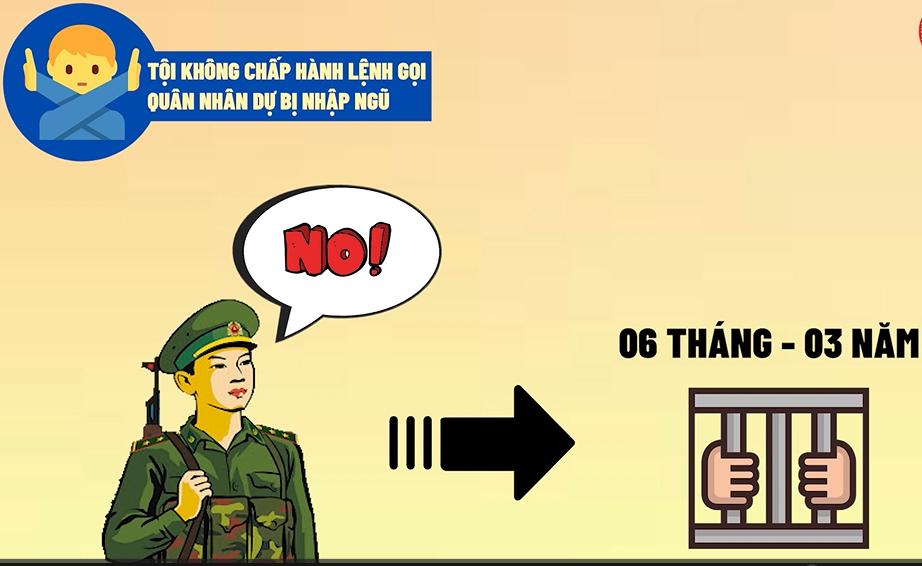 TỘI KHÔNG CHẤP HÀNH LỆNH GỌI
QUÂN NHÂN DỰ BỊ NHẬP NGŨ
NO!
06 THÁNG - 03 NĂM